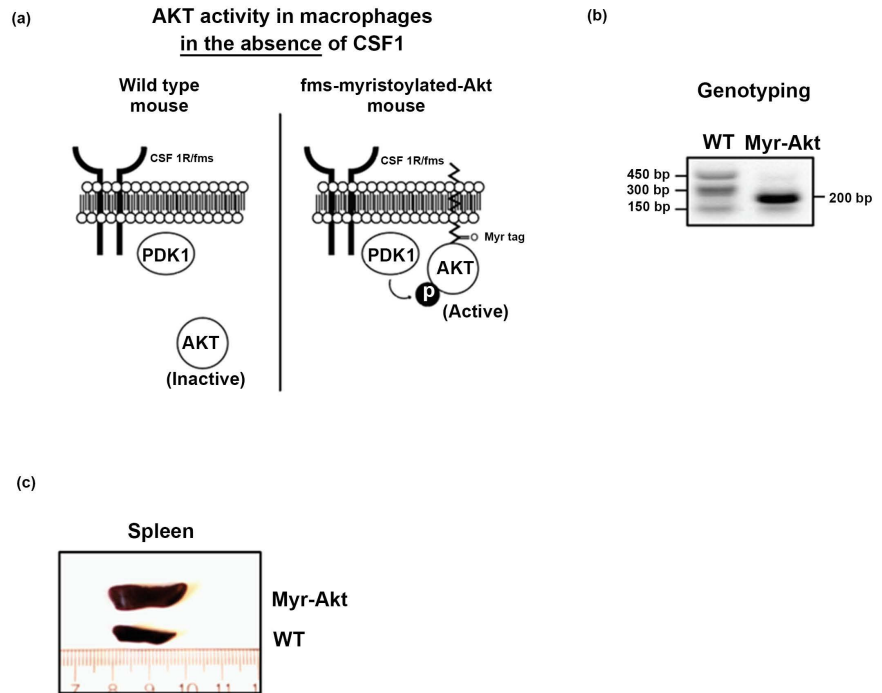 (a)
AKT activity in macrophages
in the absence of CSF1
Wild type
mouse
fms-myristoylated-Akt
mouse
CSF 1R/fms
CSF 1R/fms
Myr tag
PDK1
PDK1
AKT
p
(Active)
AKT
(Inactive)
(b)
Genotyping
WT Myr-Akt
450 bp
300 bp
150 bp
200 bp
(c)
Spleen
Myr-Akt
WT
7 8 9 10 11 1